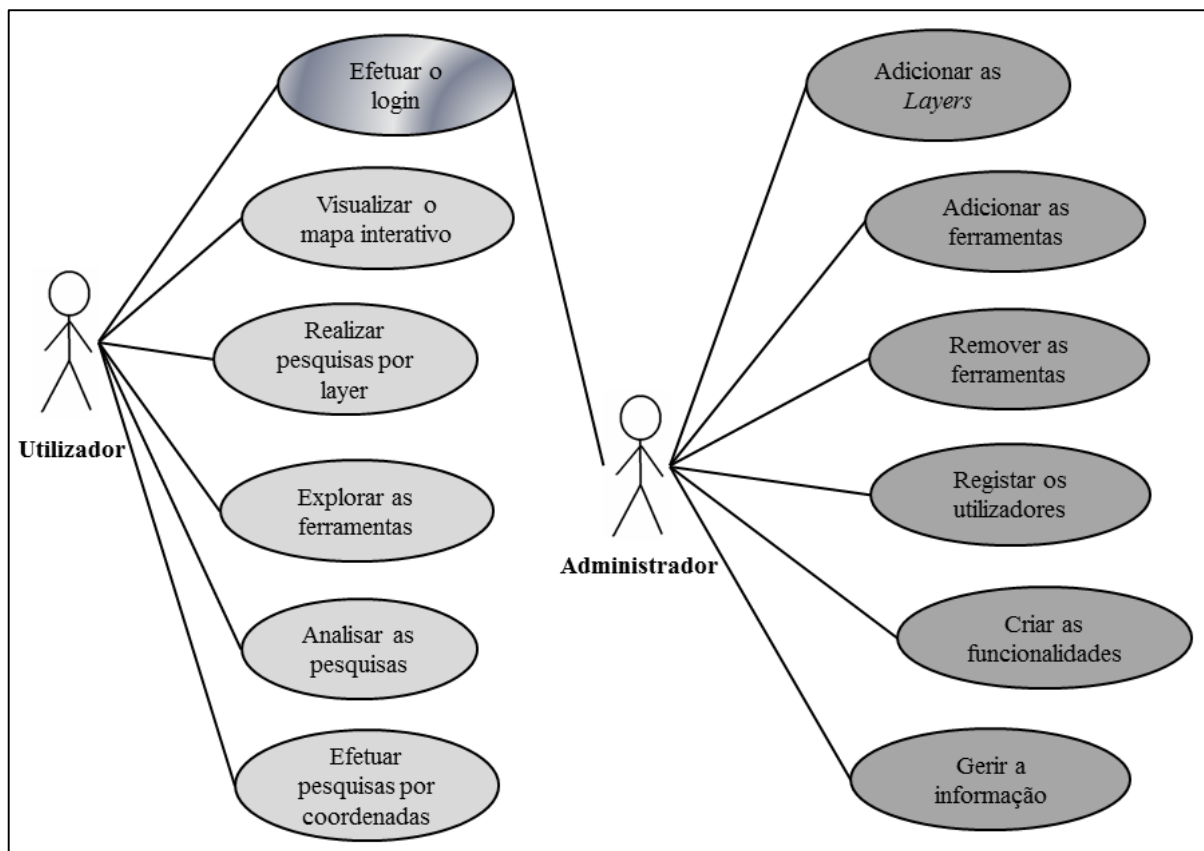 Efetuar o
login
Visualizar o
mapa interativo
Realizar
pesquisas por
layer
Utilizador
Explorar as
ferramentas
Analisar as
pesquisas
Efetuar
pesquisas por
coordenadas
Adicionar as
Layers
Adicionar as
ferramentas
Remover as
ferramentas
Registar os
utilizadores
Administrador
Criar as
funcionalidades
Gerir a
informação